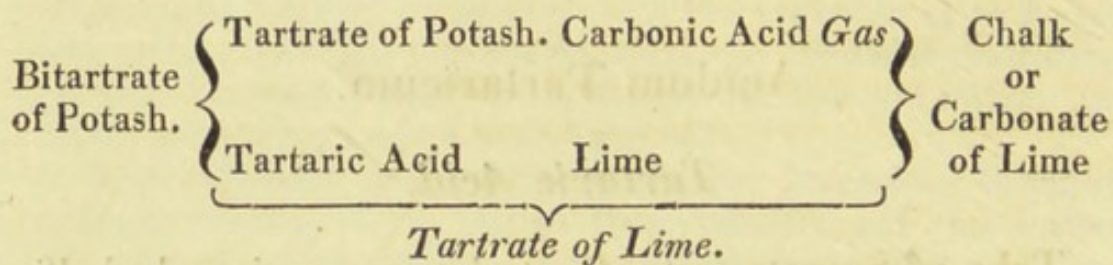 Tartrate of Potash. Carbonic Acid Gas
Bitartrate
of Potash.
Tartaric Acid Lime
Chalk
or
Carbonate
of Lime
Tartrate of Lime.